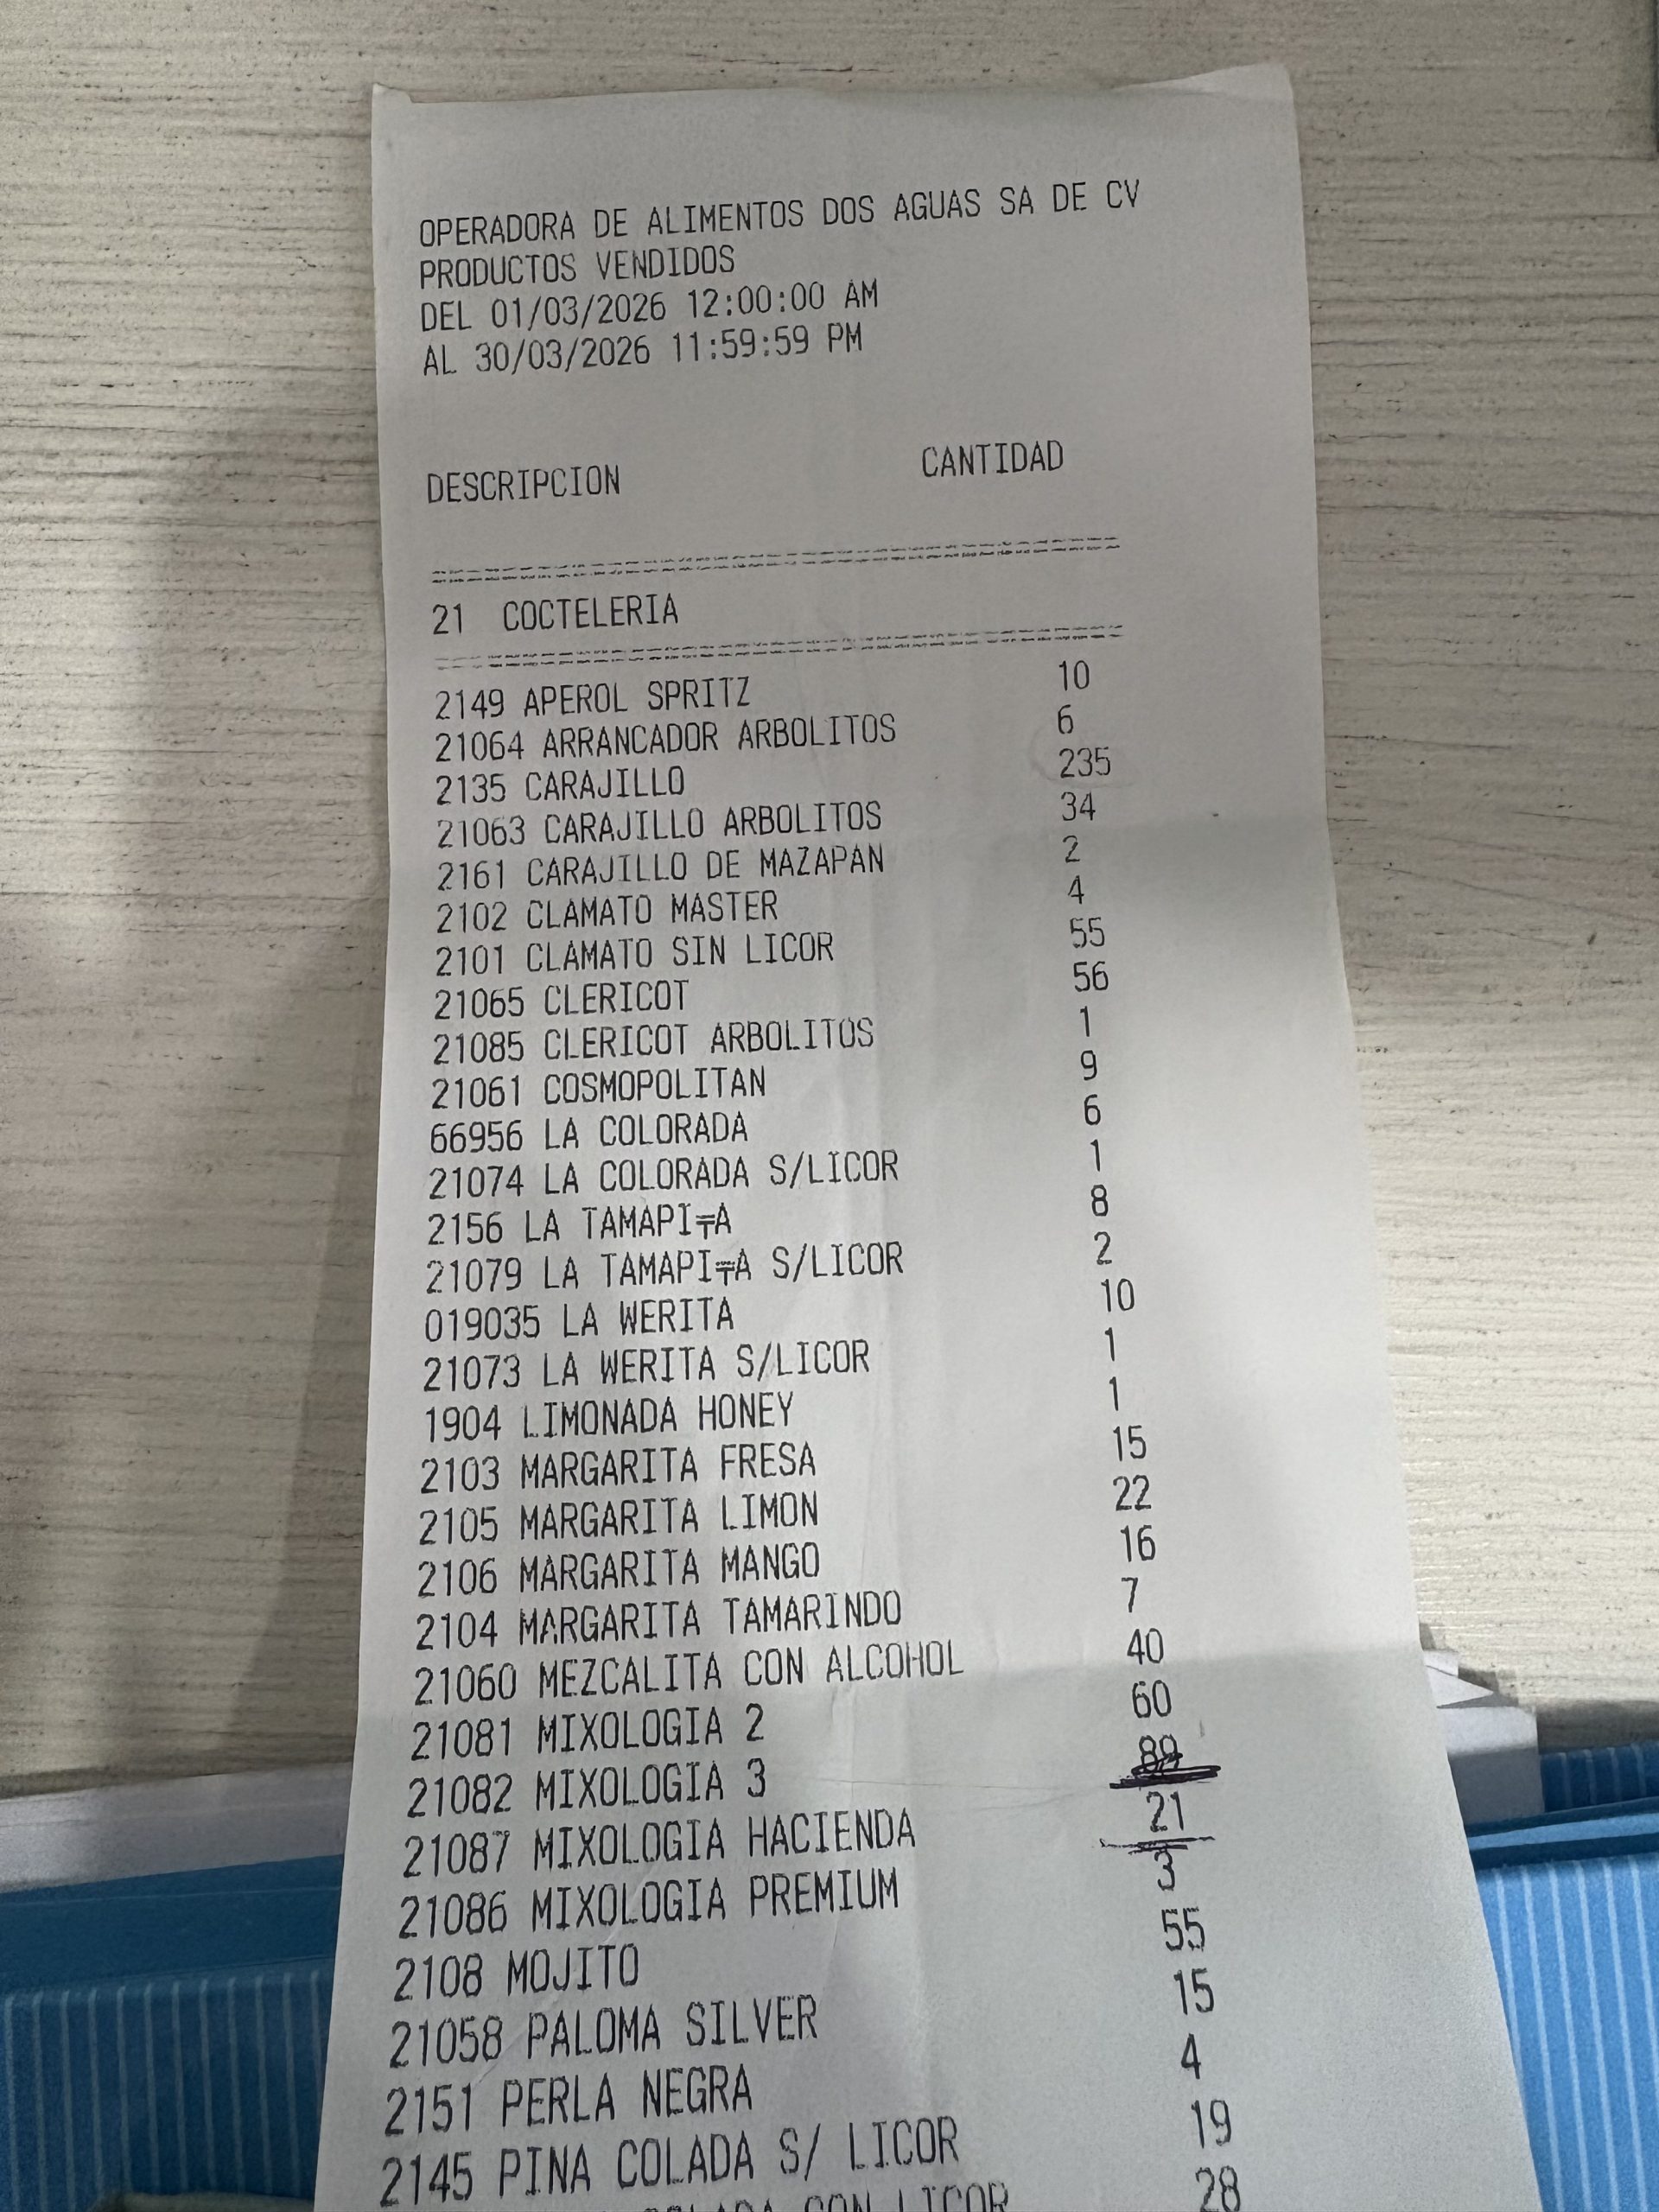 OPERADORA DE ALIMENTOS DOS AGUAS SA DE CV
PRODUCTOS VENDIDOS
DEL 01/03/2026 12:00:00 AM
AL 30/03/2026 11:59:59 PM
DESCRIPCION CANTIDAD
21 COCTELERIA
2149 APEROL SPRITZ 10
21064 ARRANCADOR ARBOLITOS 6
2135 CARAJILLO 235
21063 CARAJILLO ARBOLITOS 34
2161 CARAJILLO DE MAZAPAN 2
2102 CLAMATO MASTER 4
2101 CLAMATO SIN LICOR 55
21065 CLERICOT 56
21085 CLERICOT ARBOLITOS 1
21061 COSMOPOLITAN 9
66956 LA COLORADA 6
21074 LA COLORADA S/LICOR 1
2156 LA TAMAPI╤A 8
21079 LA TAMAPI╤A S/LICOR 2
019035 LA WERITA 10
21073 LA WERITA S/LICOR 1
1904 LIMONADA HONEY 1
2103 MARGARITA FRESA 15
2105 MARGARITA LIMON 22
2106 MARGARITA MANGO 16
2104 MARGARITA TAMARINDO 7
21060 MEZCALITA CON ALCOHOL 40
21081 MIXOLOGIA 2 60
21082 MIXOLOGIA 3
21087 MIXOLOGIA HACIENDA 21
21086 MIXOLOGIA PREMIUM 3
2108 MOJITO 55
21058 PALOMA SILVER 15
2151 PERLA NEGRA 4
2145 PINA COLADA S/ LICOR 19
COLADA CON LICOR 28